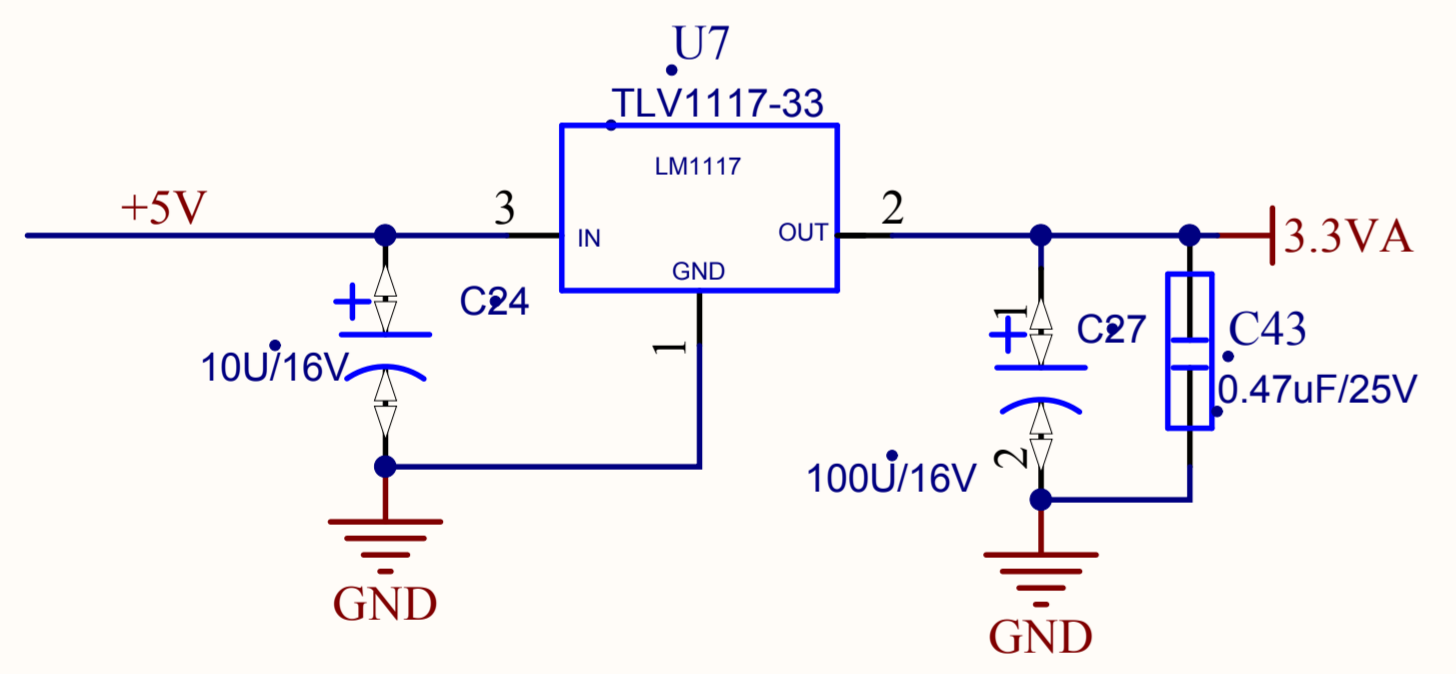 U7
TLV1117-33
LM1117
+5V
3
IN
OUT
2
3.3VA
GND
C24
10U/16V
1
1
C27
C43
0.47uF/25V
2
100U/16V
GND
GND